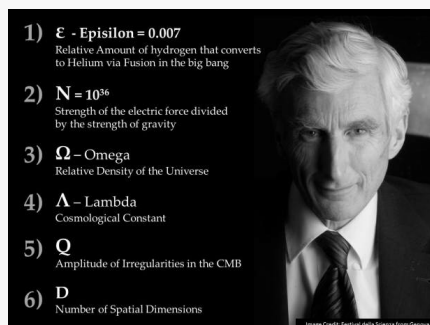 1) ε - Episilon = 0.007
Relative Amount of hydrogen that converts
to Helium via Fusion in the big bang
2) N = 10³⁶
Strength of the electric force divided
by the strength of gravity
3) Ω – Omega
Relative Density of the Universe
4) Λ – Lambda
Cosmological Constant
5) Q
Amplitude of Irregularities in the CMB
6) D
Number of Spatial Dimensions
Image Credit: Festival della Scienza from Genova